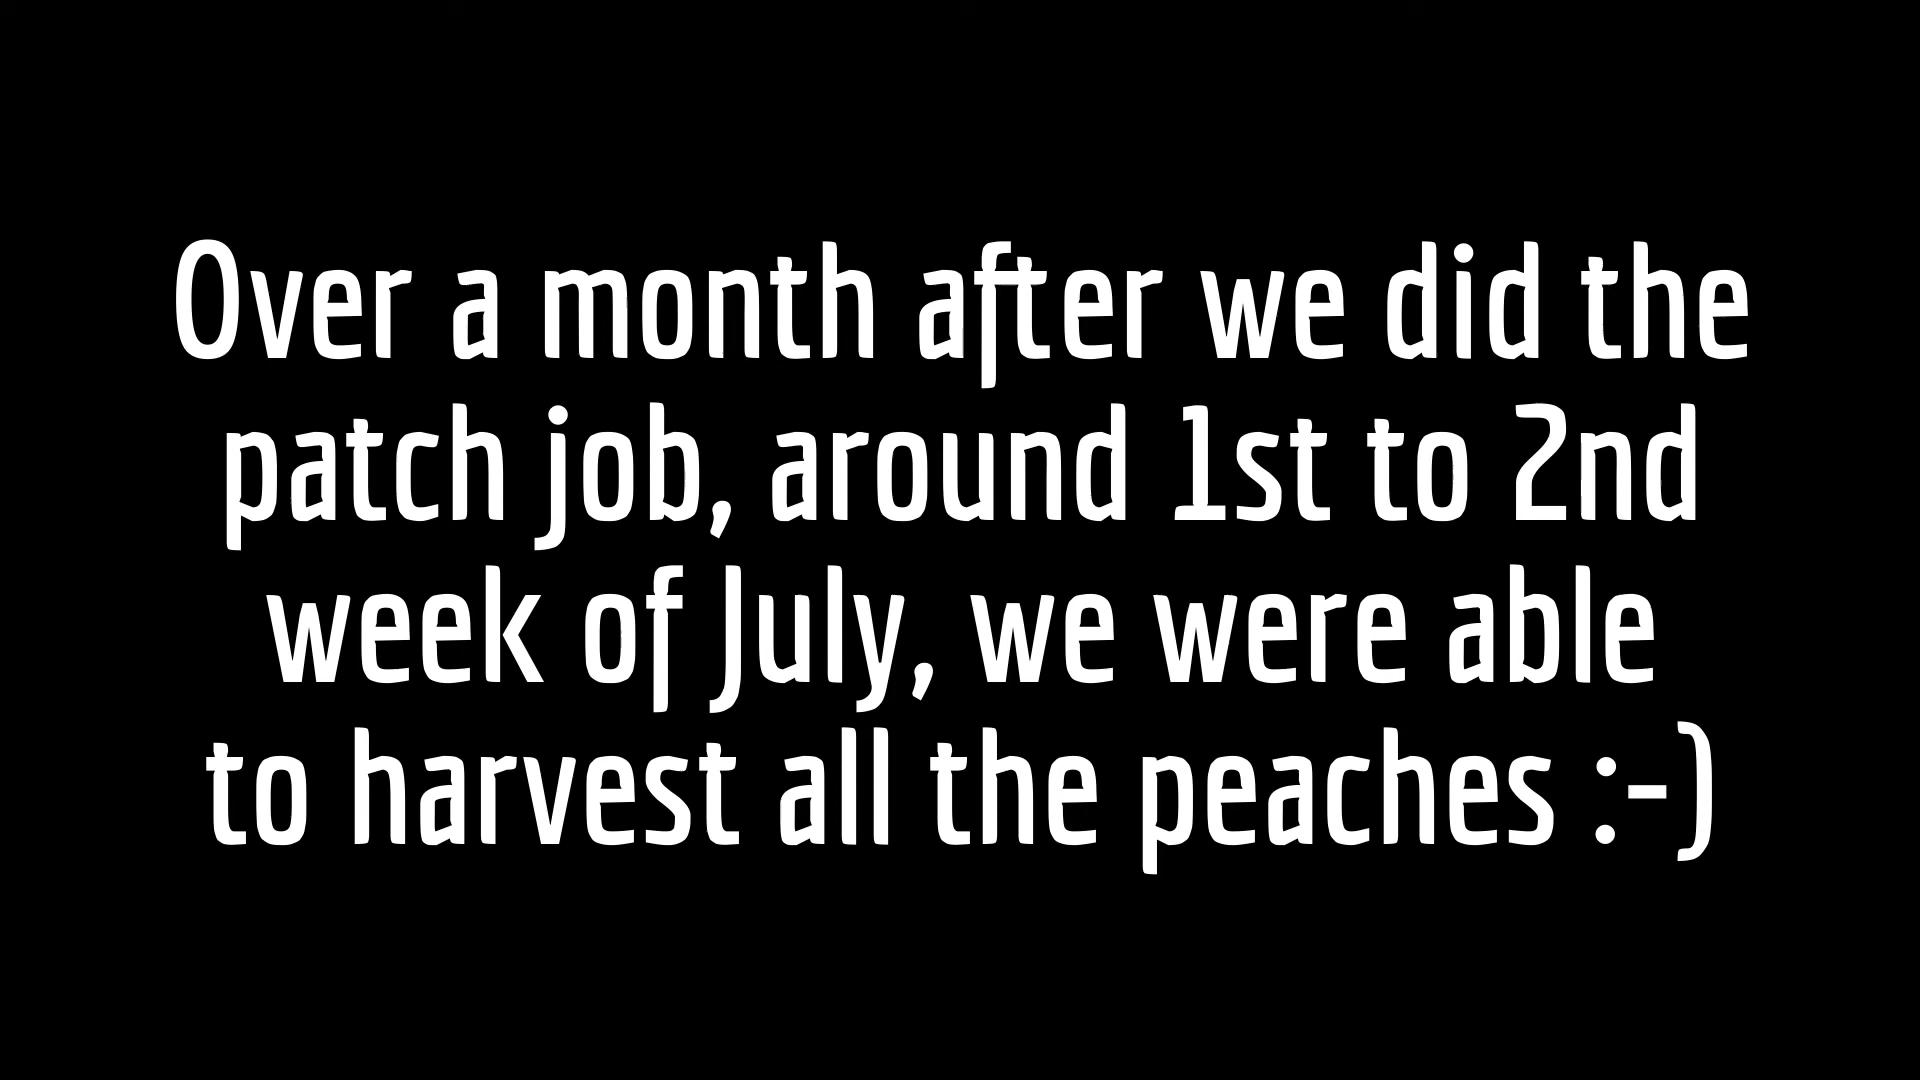 Over a month after we did the
patch job, around 1st to 2nd
week of July, we were able
to harvest all the peaches :-)